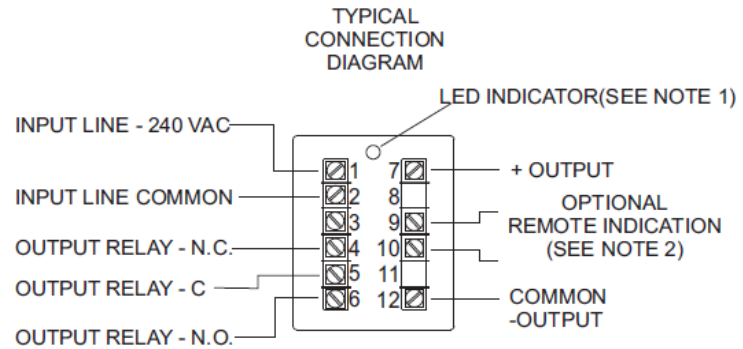 TYPICAL
CONNECTION
DIAGRAM
LED INDICATOR(SEE NOTE 1)
INPUT LINE - 240 VAC
INPUT LINE COMMON
OUTPUT RELAY - N.C.
OUTPUT RELAY - C
OUTPUT RELAY - N.O.
1
2
3
4
5
6
7
8
9
10
11
12
+ OUTPUT
OPTIONAL
REMOTE INDICATION
(SEE NOTE 2)
COMMON
-OUTPUT